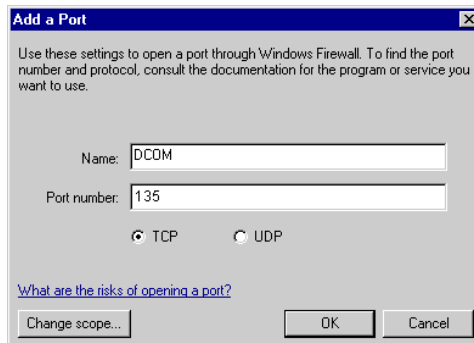 Add a Port
Use these settings to open a port through Windows Firewall. To find the port
number and protocol, consult the documentation for the program or service you
want to use.
Name: DCOM
Port number: 135
TCP UDP
What are the risks of opening a port?
Change scope... OK Cancel